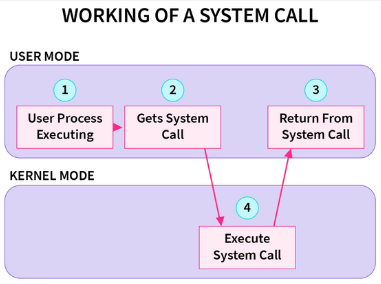 WORKING OF A SYSTEM CALL
USER MODE
1
User Process
Executing
2
Gets System
Call
3
Return From
System Call
KERNEL MODE
4
Execute
System Call